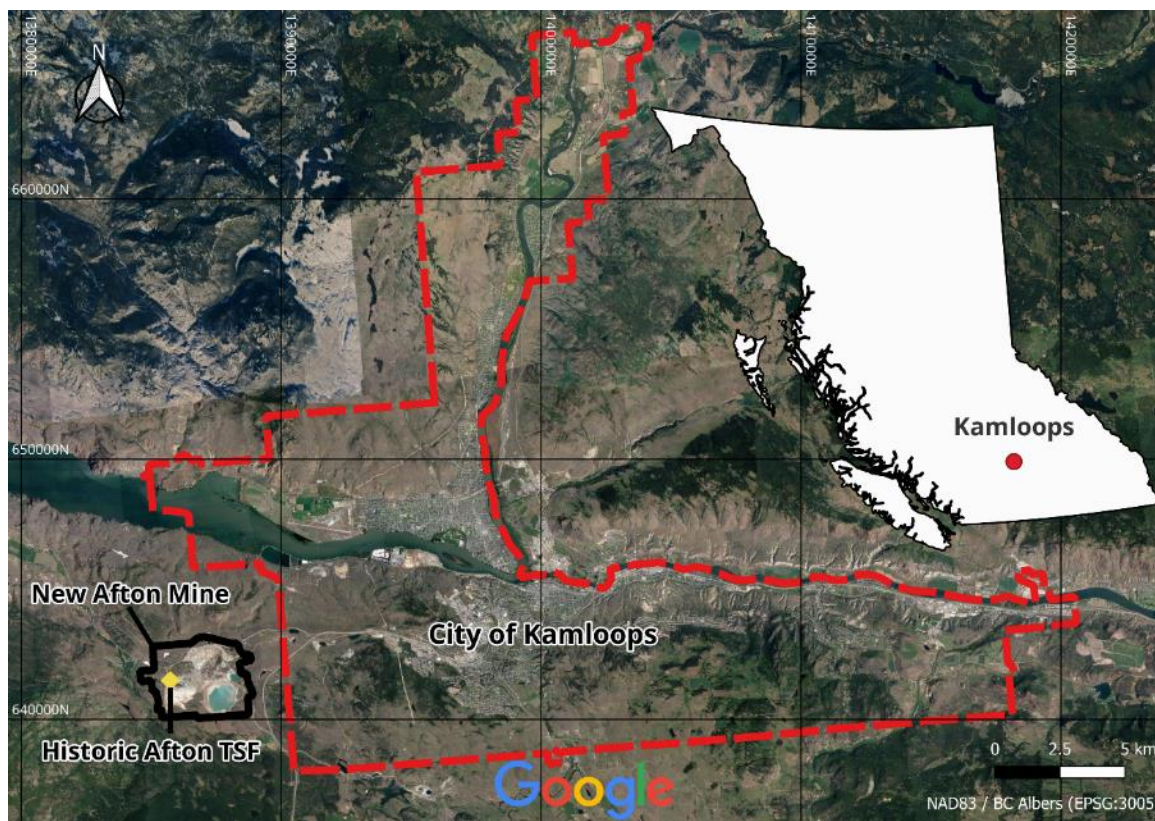 1380000E
1390000E
1400000E
1410000E
1420000E
N
660000N
Kamloops
650000N
New Afton Mine
City of Kamloops
640000N
Historic Afton TSF
0 2.5 5 km
Google
NAD83 / BC Albers (EPSG:3005